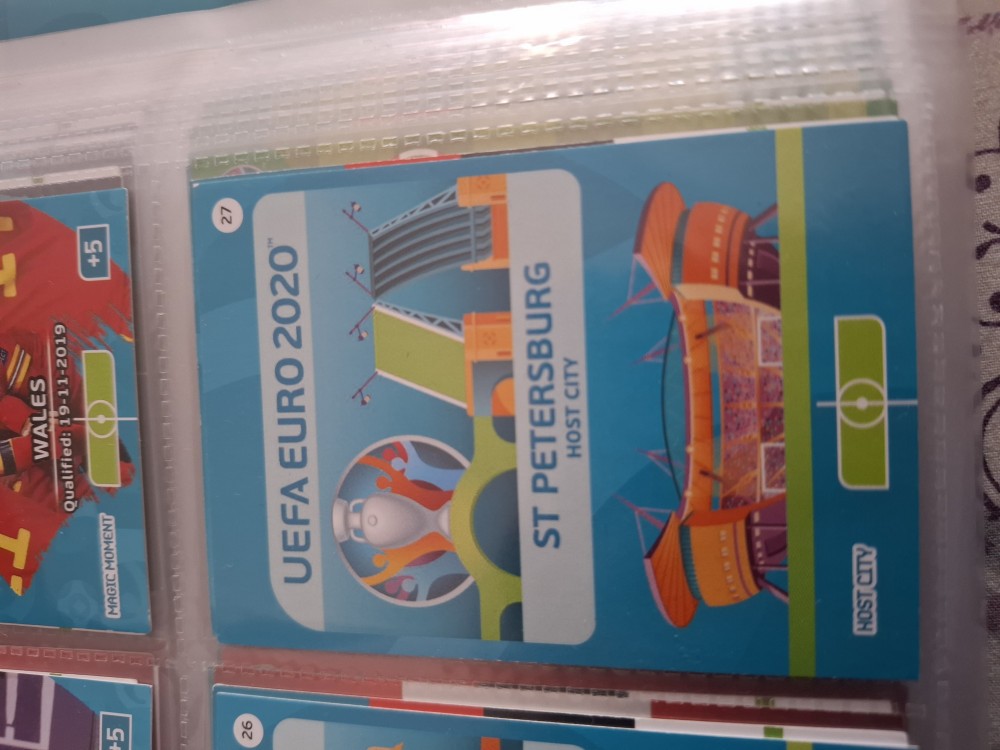 27
UEFA EURO 2020™
ST PETERSBURG
HOST CITY
HOST CITY
+5
WALES
Qualified: 19-11-2019
MAGIC MOMENT
26
+5